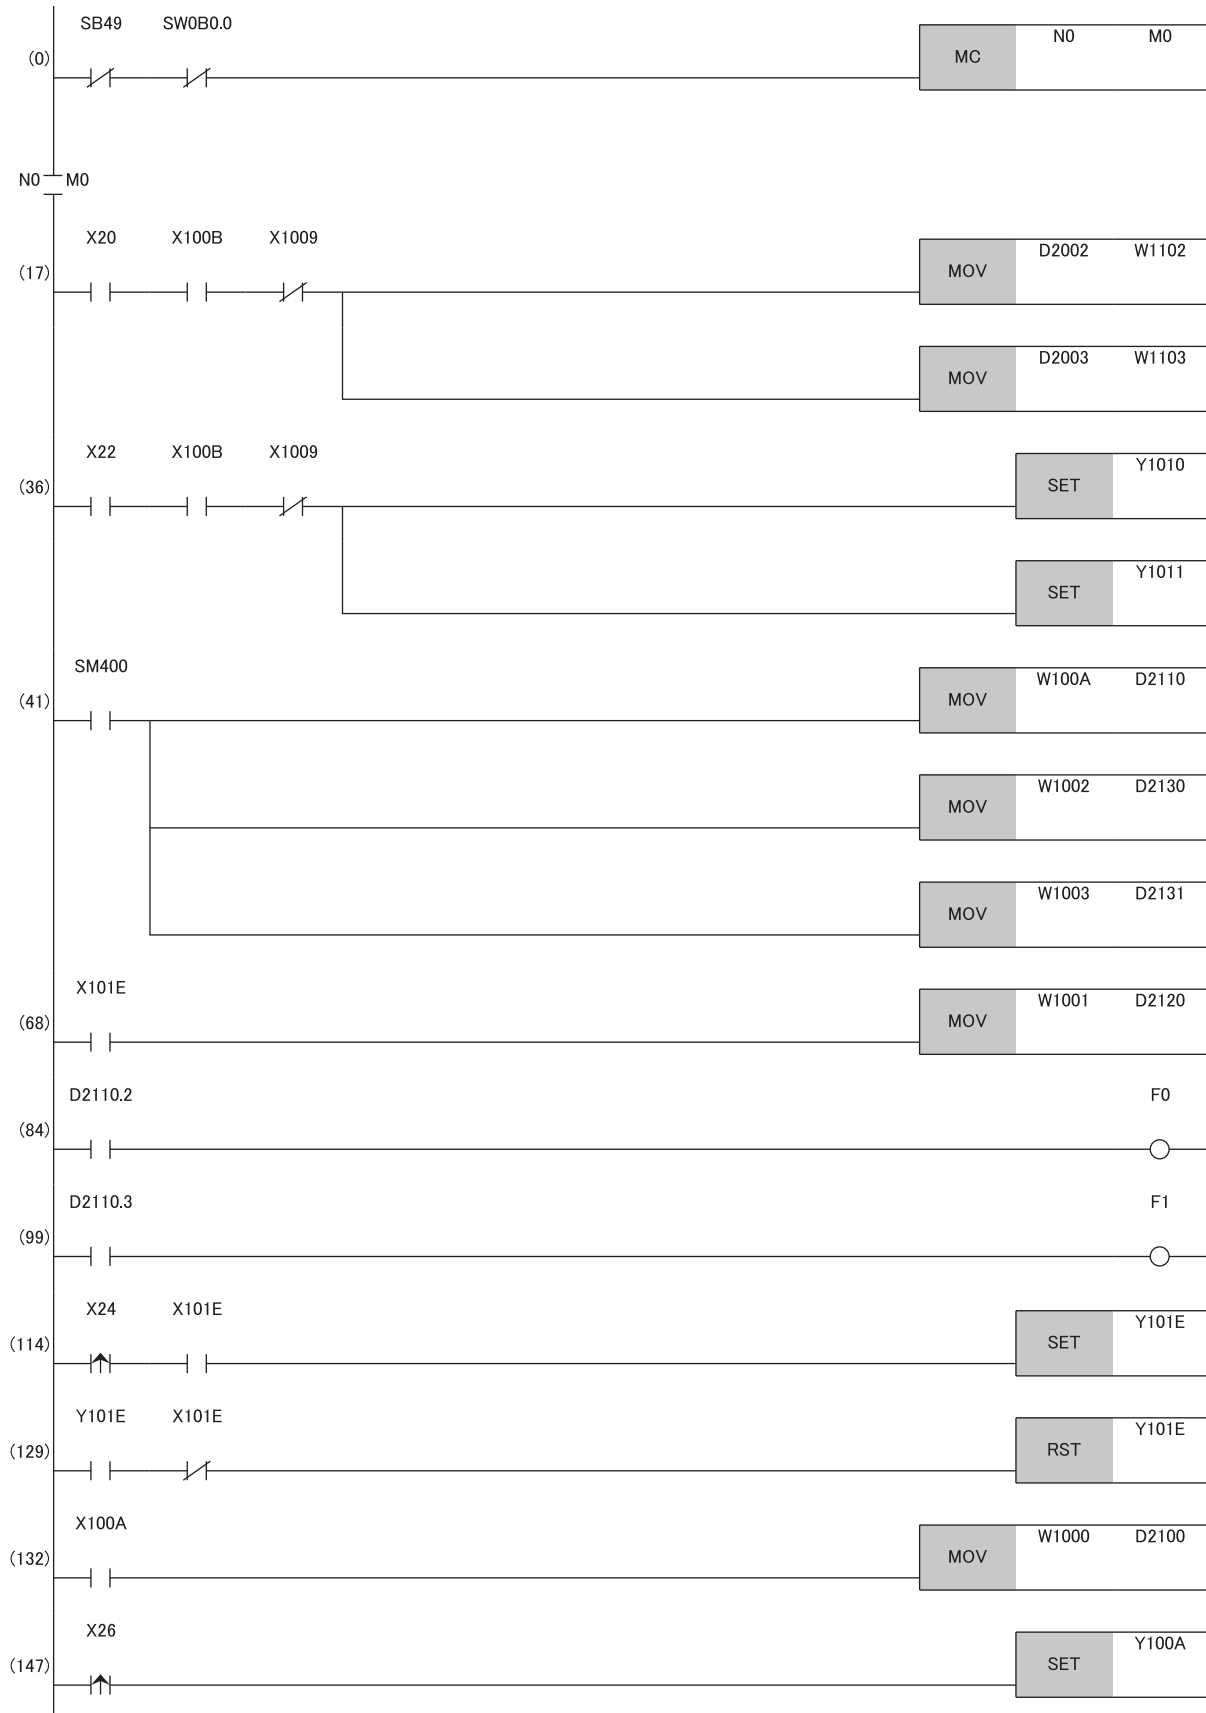 SB49 SW0B0.0
(0) MC N0 M0
N0 M0
X20 X100B X1009
(17) MOV D2002 W1102
MOV D2003 W1103
X22 X100B X1009
(36) SET Y1010
SET Y1011
SM400
(41) MOV W100A D2110
MOV W1002 D2130
MOV W1003 D2131
X101E
(68) MOV W1001 D2120
D2110.2 F0
(84)
D2110.3 F1
(99)
X24 X101E
(114) SET Y101E
Y101E X101E
(129) RST Y101E
X100A
(132) MOV W1000 D2100
X26
(147) SET Y100A